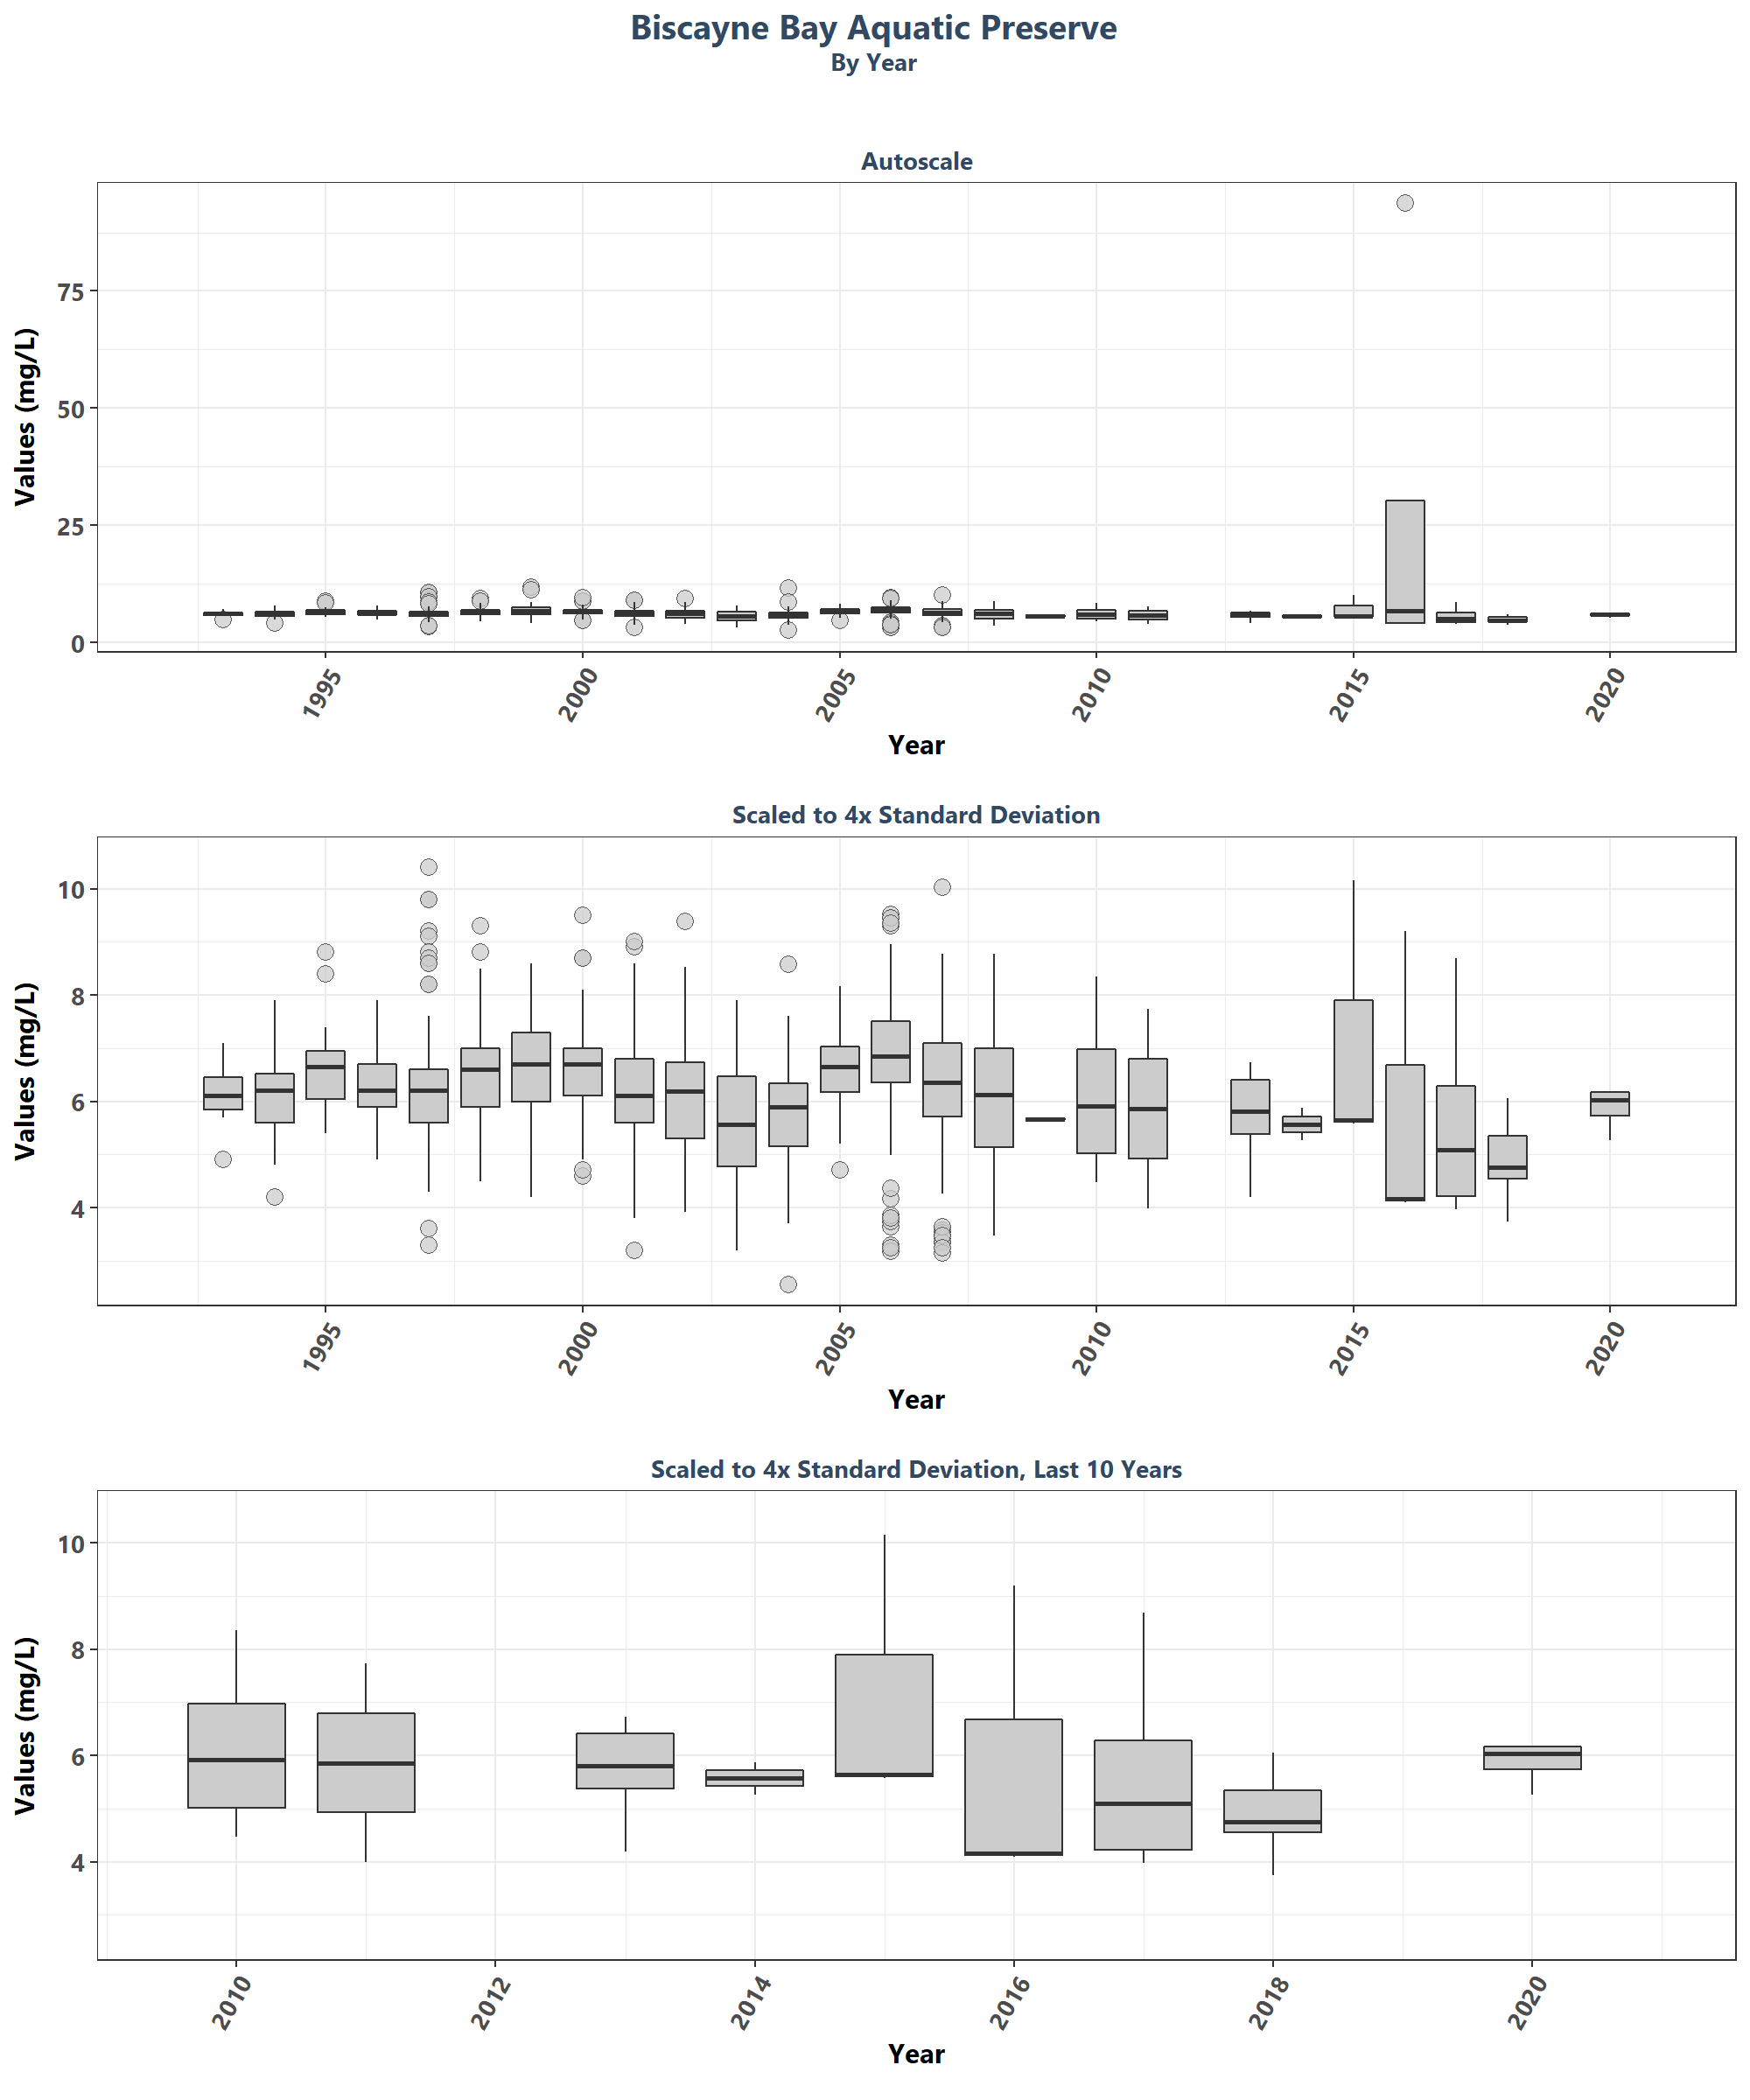 Biscayne Bay Aquatic Preserve
By Year
Autoscale
Values (mg/L)
75
50
25
0
1995 2000 2005 2010 2015 2020
Year
Scaled to 4x Standard Deviation
Values (mg/L)
10
8
6
4
1995 2000 2005 2010 2015 2020
Year
Scaled to 4x Standard Deviation, Last 10 Years
Values (mg/L)
10
8
6
4
2010 2012 2014 2016 2018 2020
Year